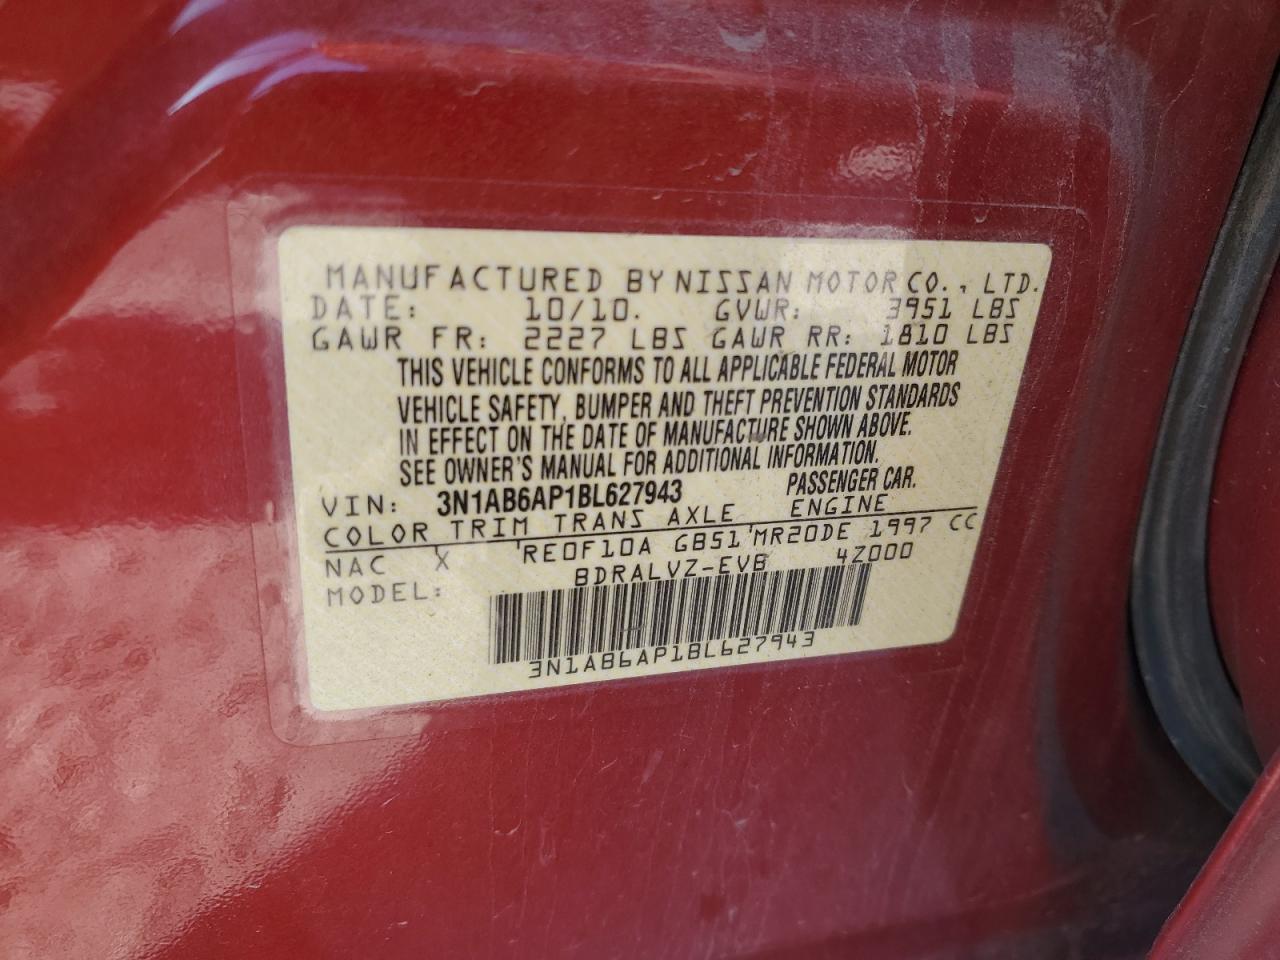 MANUFACTURED BY NISSAN MOTOR CO., LTD.
DATE: 10/10. GVWR: 3951 LBS
GAWR FR: 2227 LBS GAWR RR: 1810 LBS
THIS VEHICLE CONFORMS TO ALL APPLICABLE FEDERAL MOTOR
VEHICLE SAFETY, BUMPER AND THEFT PREVENTION STANDARDS
IN EFFECT ON THE DATE OF MANUFACTURE SHOWN ABOVE.
SEE OWNER'S MANUAL FOR ADDITIONAL INFORMATION.
VIN: 3N1AB6AP1BL627943 PASSENGER CAR.
COLOR TRIM TRANS AXLE ENGINE
NAC X RE0F10A GB51 MR20DE 1997 CC
MODEL: BDRALVZ-EVB 4Z000
3N1AB6AP1BL627943